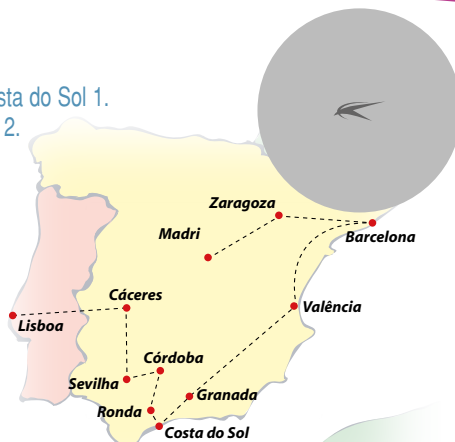 sta do Sol 1.
2.
Zaragoza
Madri
Barcelona
Cáceres
Valência
Lisboa
Córdoba
Sevilha
Granada
Ronda
Costa do Sol